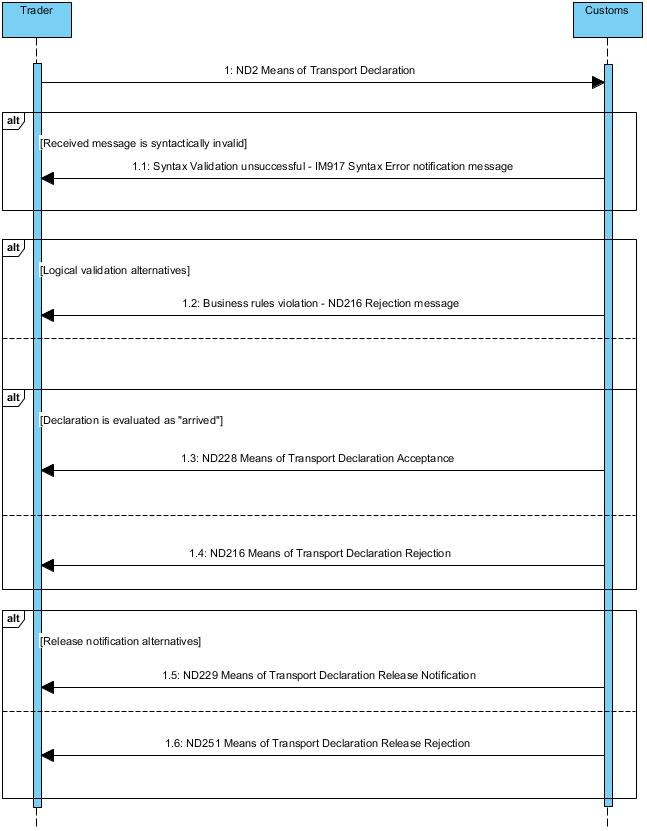 Trader
Customs
1: ND2 Means of Transport Declaration
alt
[Received message is syntactically invalid]
1.1: Syntax Validation unsuccessful - IM917 Syntax Error notification message
alt
[Logical validation alternatives]
1.2: Business rules violation - ND216 Rejection message
alt
[Declaration is evaluated as "arrived"]
1.3: ND228 Means of Transport Declaration Acceptance
1.4: ND216 Means of Transport Declaration Rejection
alt
[Release notification alternatives]
1.5: ND229 Means of Transport Declaration Release Notification
1.6: ND251 Means of Transport Declaration Release Rejection